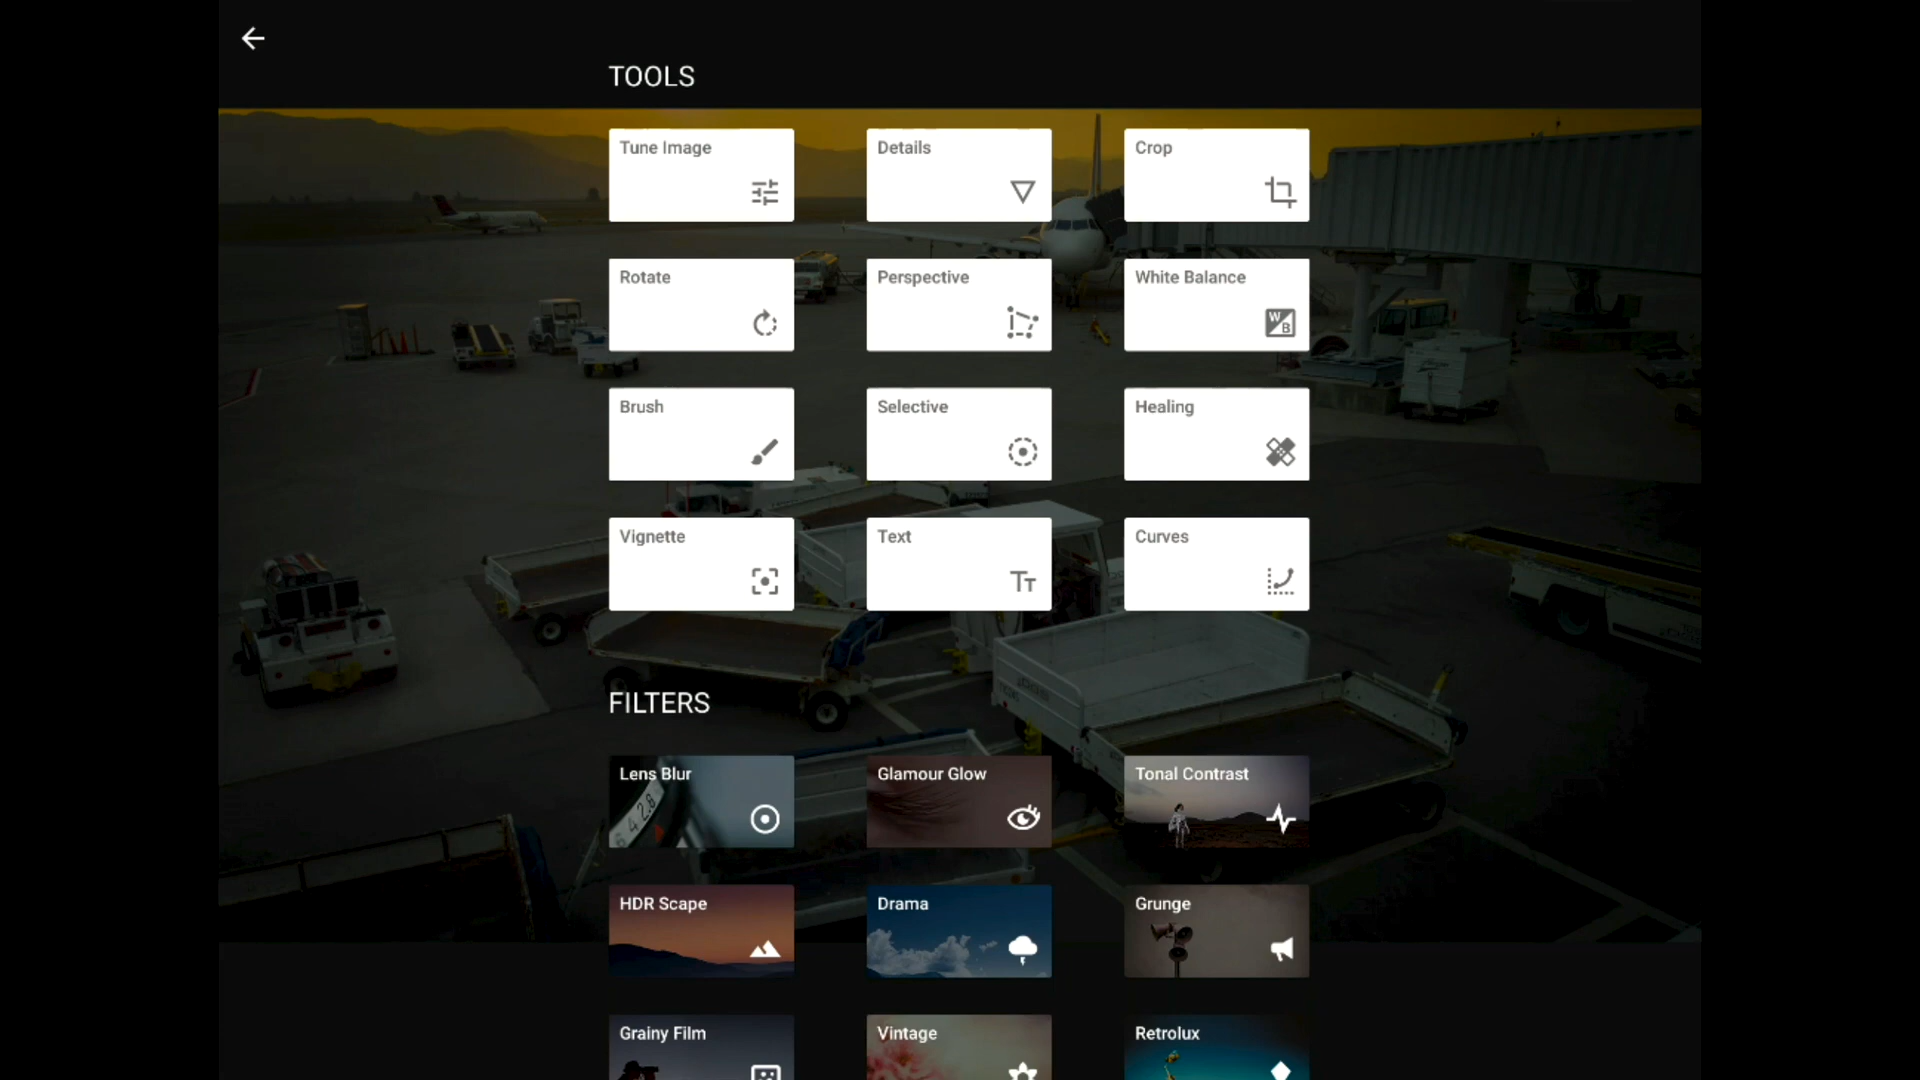 TOOLS
Tune Image
Details
Crop
Rotate
Perspective
White Balance
W
B
Brush
Selective
Healing
Vignette
Text
Tт
Curves
FILTERS
Lens Blur
Glamour Glow
Tonal Contrast
HDR Scape
Drama
Grunge
Grainy Film
Vintage
Retrolux